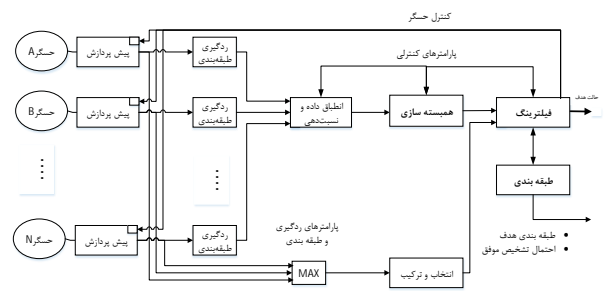 کنترل حسگر
حسگرA
پیش پردازش
ردگیری
طبقه‌بندی
پارامترهای کنترلی
حسگرB
پیش پردازش
ردگیری
طبقه‌بندی
انطباق داده و
نسبت‌دهی
همبسته سازی
فیلترینگ
حالت هدف
طبقه بندی
حسگرN
پیش پردازش
ردگیری
طبقه‌بندی
پارامترهای ردگیری
و طبقه بندی
طبقه بندی هدف
احتمال تشخیص موفق
MAX
انتخاب و ترکیب